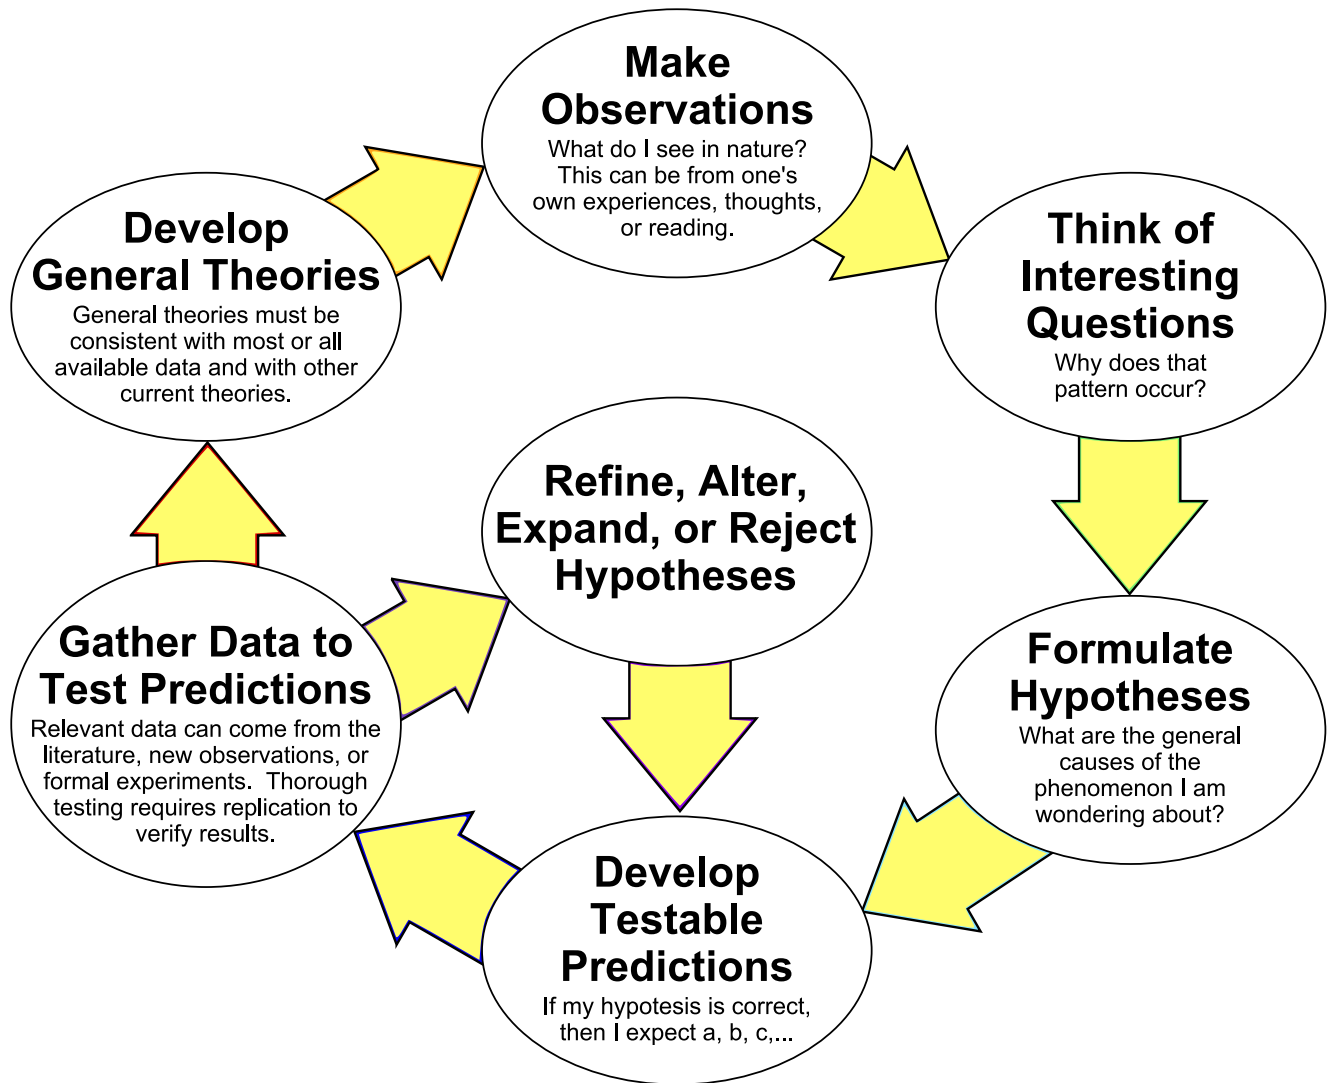 Make
Observations
What do I see in nature?
This can be from one's
own experiences, thoughts,
or reading.
Think of
Interesting
Questions
Why does that
pattern occur?
Formulate
Hypotheses
What are the general
causes of the
phenomenon I am
wondering about?
Develop
Testable
Predictions
If my hypotesis is correct,
then I expect a, b, c,...
Gather Data to
Test Predictions
Relevant data can come from the
literature, new observations, or
formal experiments.  Thorough
testing requires replication to
verify results.
Refine, Alter,
Expand, or Reject
Hypotheses
Develop
General Theories
General theories must be
consistent with most or all
available data and with other
current theories.